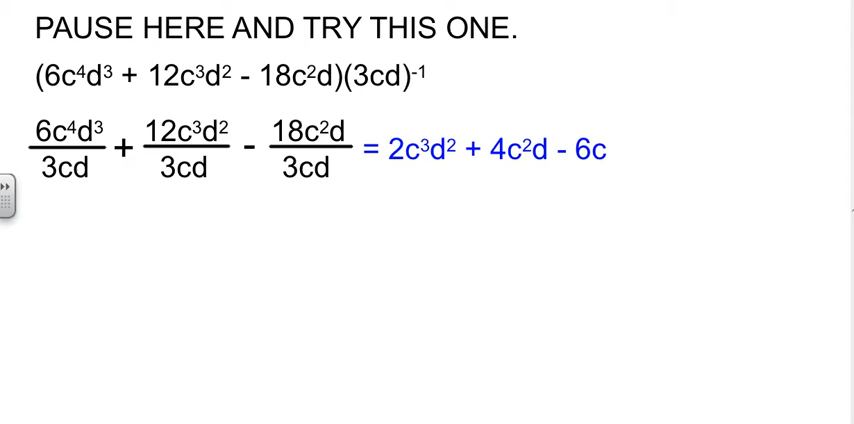 PAUSE HERE AND TRY THIS ONE.
(6c⁴d³ + 12c³d² - 18c²d)(3cd)⁻¹
6c⁴d³/3cd + 12c³d²/3cd - 18c²d/3cd = 2c³d² + 4c²d - 6c